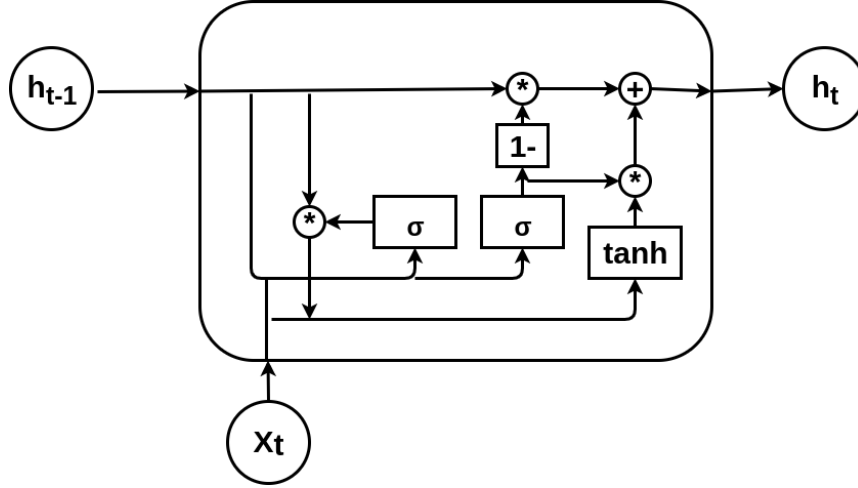 h_{t-1}
*
+
h_t
1-
*
*
σ
σ
tanh
X_t